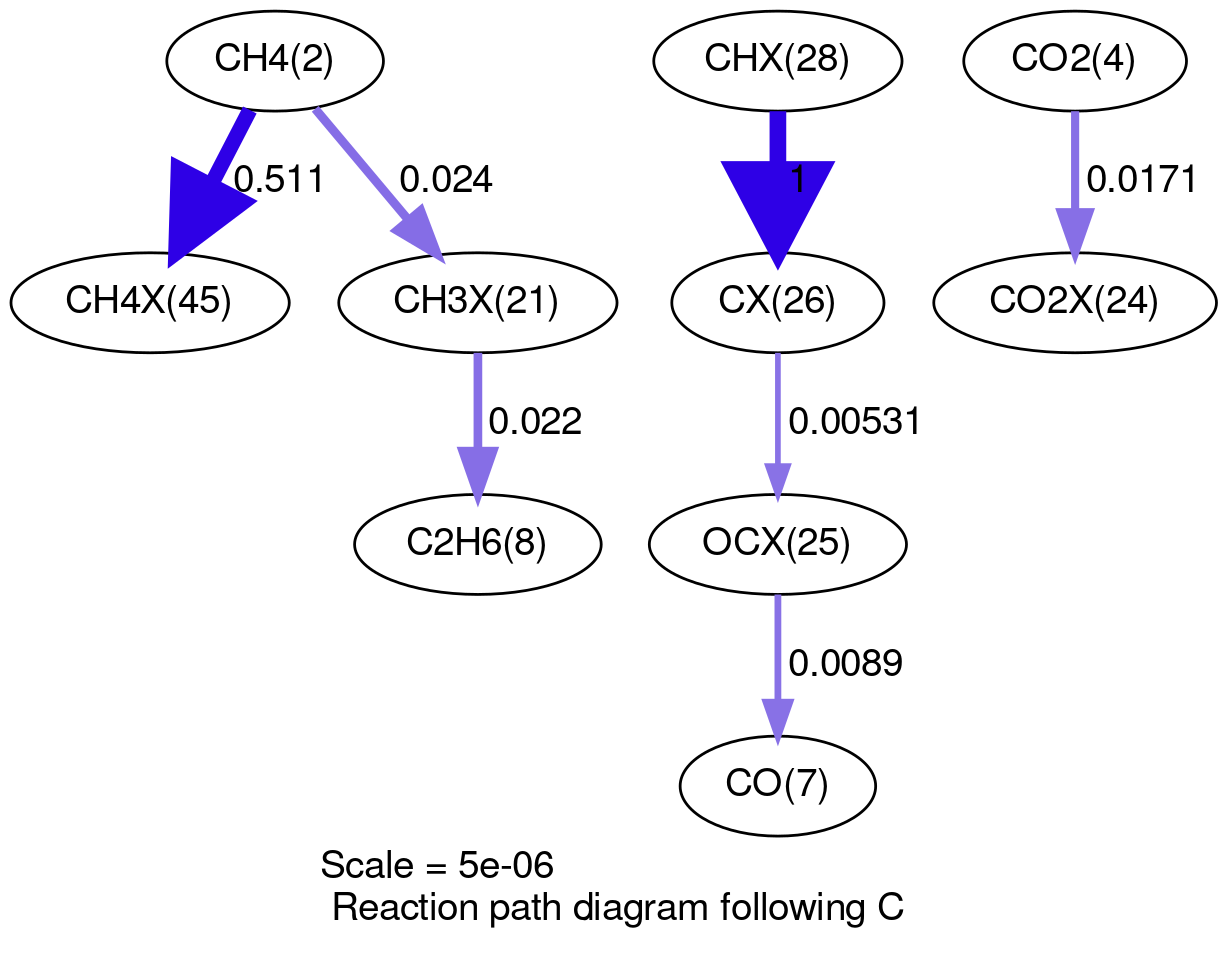 CH4(2)
CHX(28)
CO2(4)
0.511
0.024
1
0.0171
CH4X(45)
CH3X(21)
CX(26)
CO2X(24)
0.022
0.00531
C2H6(8)
OCX(25)
0.0089
CO(7)
Scale = 5e-06
Reaction path diagram following C